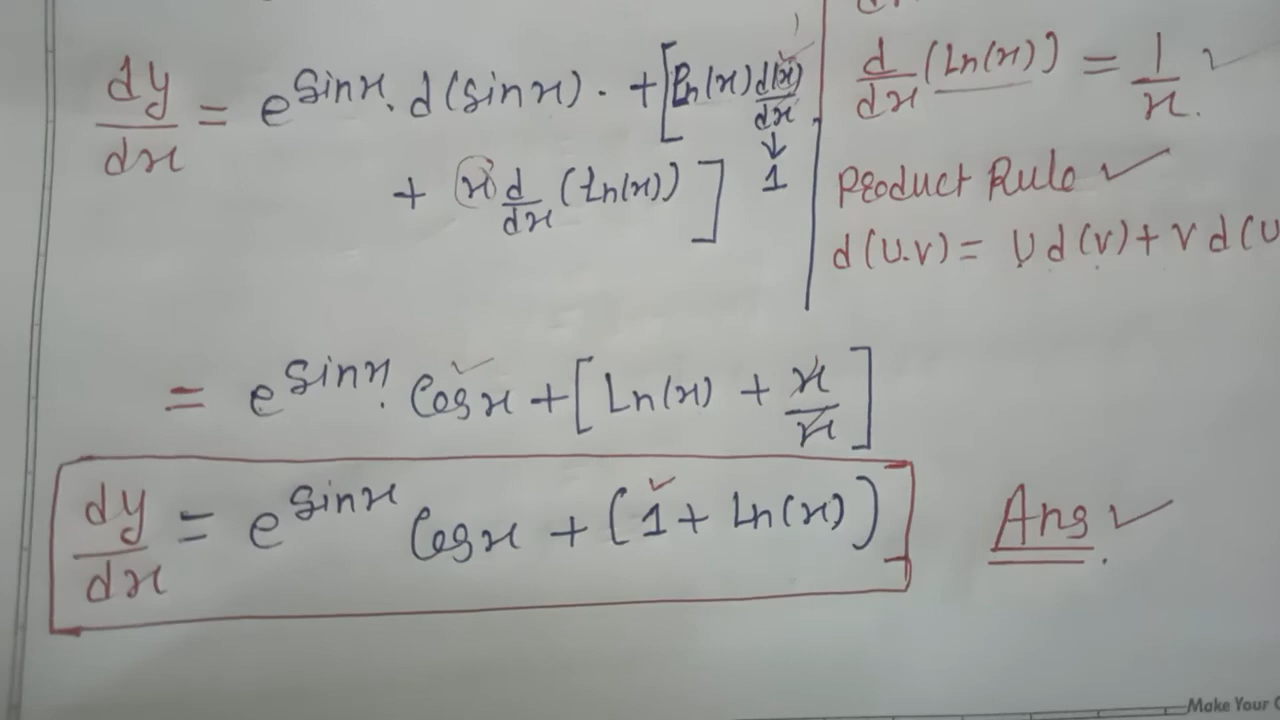 dy/dx = e^sinx . d(sinx) . + [ln(x) d(x)/dx
↓
+ x d/dx (ln(x)) ] 1
= e^sinx . Cosx + [Ln(x) + x/x]
dy/dx = e^sinx Cosx + (1 + Ln(x))
Ans ✓
d/dx (Ln(x)) = 1/x. ✓
Product Rule ✓
d(U.V) = U d(V) + V d(U
Make Your